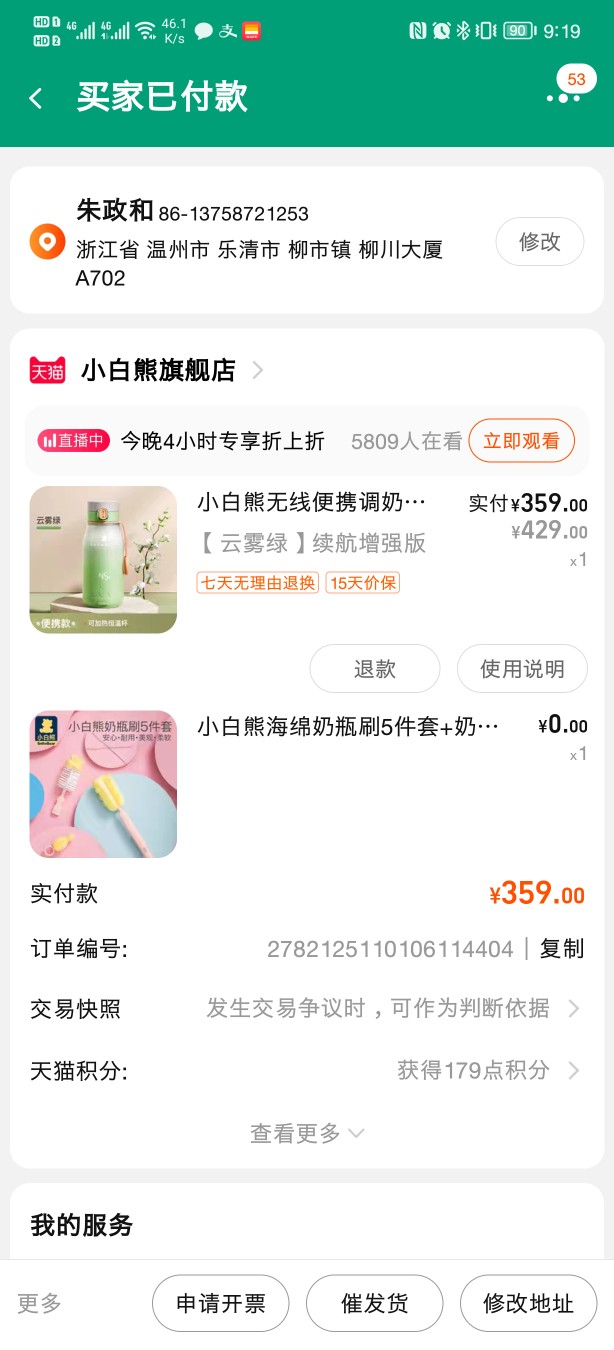 HD 1 4G 4G 46.1 K/s 支 N 90 9:19
HD 2
买家已付款
53
朱政和 86-13758721253
浙江省 温州市 乐清市 柳市镇 柳川大厦
A702
修改
天猫 小白熊旗舰店
直播中 今晚4小时专享折上折 5809人在看 立即观看
云雾绿
•便携款•
可加热恒温杯
小白熊无线便携调奶… 实付¥359.00
【 云雾绿 】续航增强版 ¥429.00
x1
七天无理由退换 15天价保
退款 使用说明
小白熊
小白熊奶瓶刷5件套
安心•耐用•美观•柔软
小白熊海绵奶瓶刷5件套+奶… ¥0.00
x1
实付款 ¥359.00
订单编号: 2782125110106114404 | 复制
交易快照 发生交易争议时，可作为判断依据
天猫积分: 获得179点积分
查看更多
我的服务
更多 申请开票 催发货 修改地址